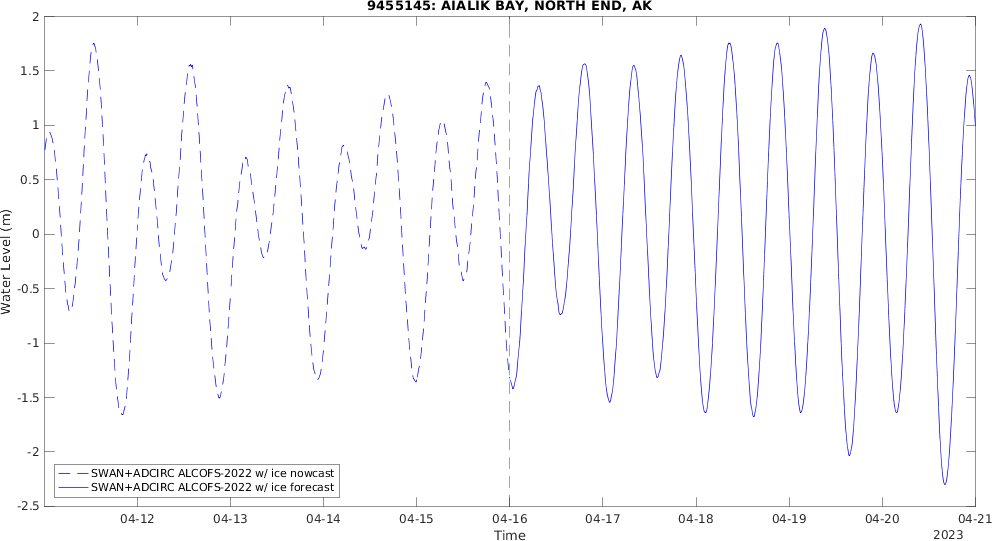 9455145: AIALIK BAY, NORTH END, AK
2
1.5
1
0.5
0
-0.5
-1
-1.5
-2
-2.5
Water Level (m)
SWAN+ADCIRC ALCOFS-2022 w/ ice nowcast
SWAN+ADCIRC ALCOFS-2022 w/ ice forecast
04-12 04-13 04-14 04-15 04-16 04-17 04-18 04-19 04-20 04-21
Time
2023